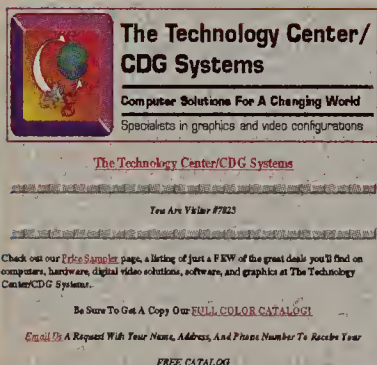 The Technology Center/
CDG Systems
Computer Solutions For A Changing World
Specialists in graphics and video configurations
The Technology Center/CDG Systems
You Are Visitor #7823
Check out our Price Sampler page, a listing of just a FEW of the great deals you'll find on
computers, hardware, digital video solutions, software, and graphics at The Technology
Center/CDG Systems.
Be Sure To Get A Copy Our FULL COLOR CATALOG!
Email Us A Request With Your Name, Address, And Phone Number To Receive Your
FREE CATALOG